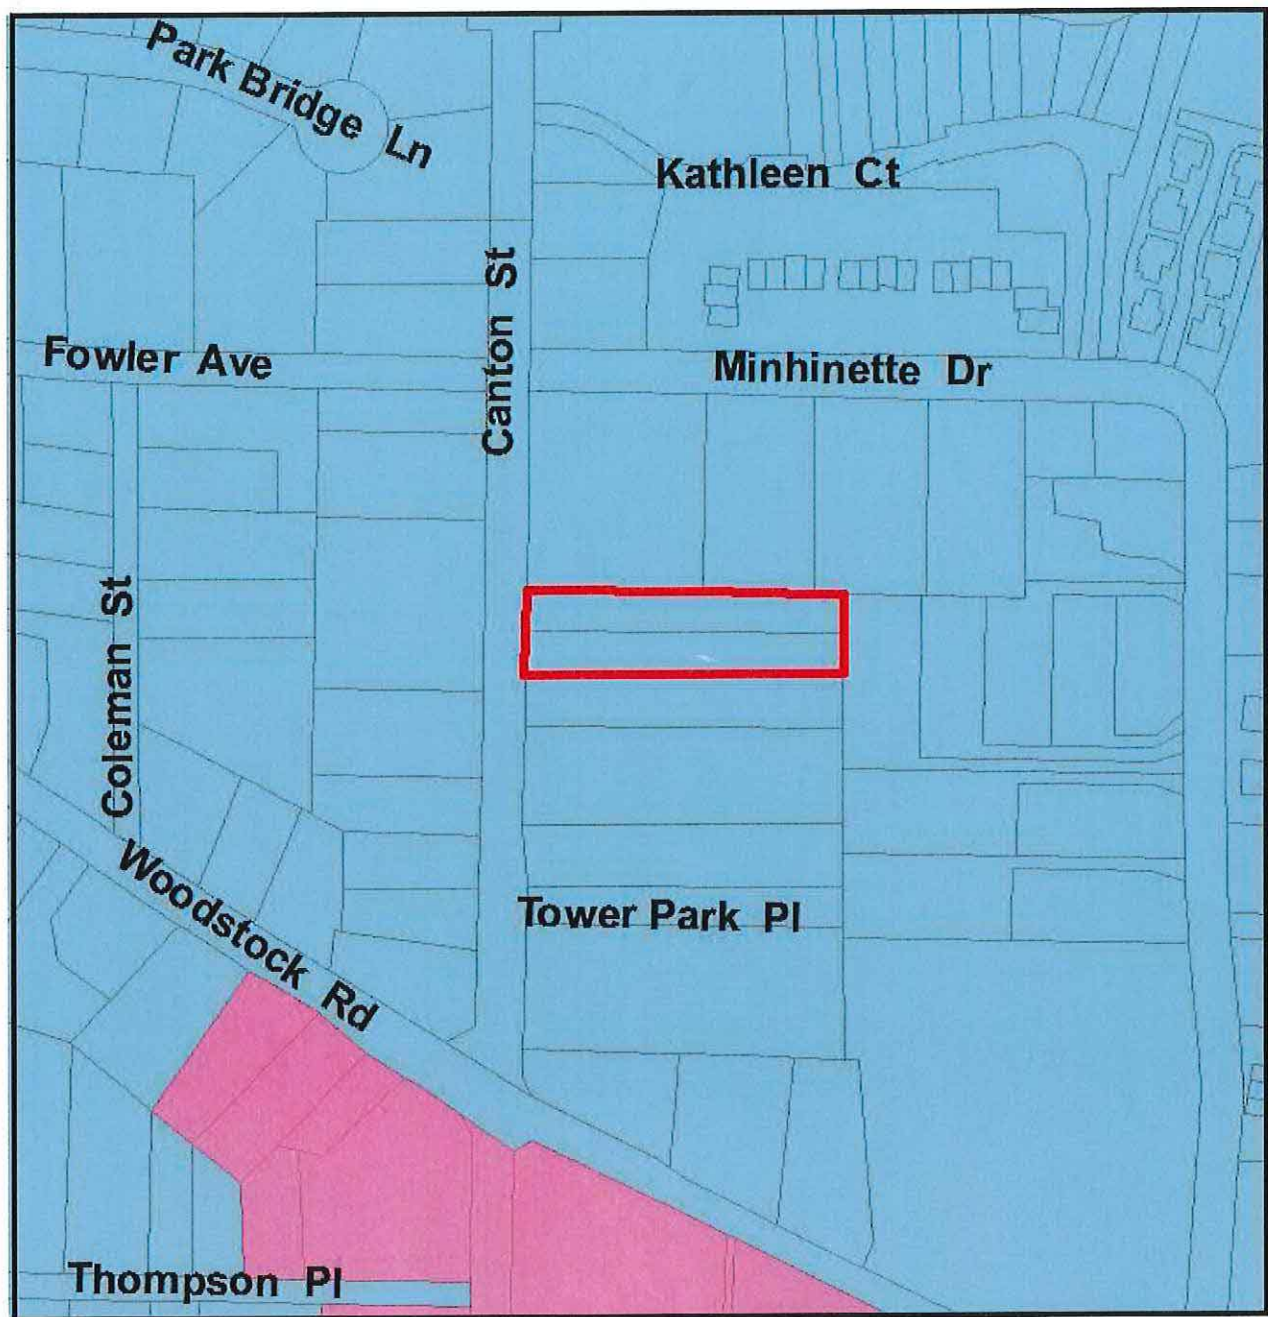 Park Bridge Ln
Kathleen Ct
Canton St
Fowler Ave
Minhinette Dr
Coleman St
Woodstock Rd
Tower Park Pl
Thompson Pl